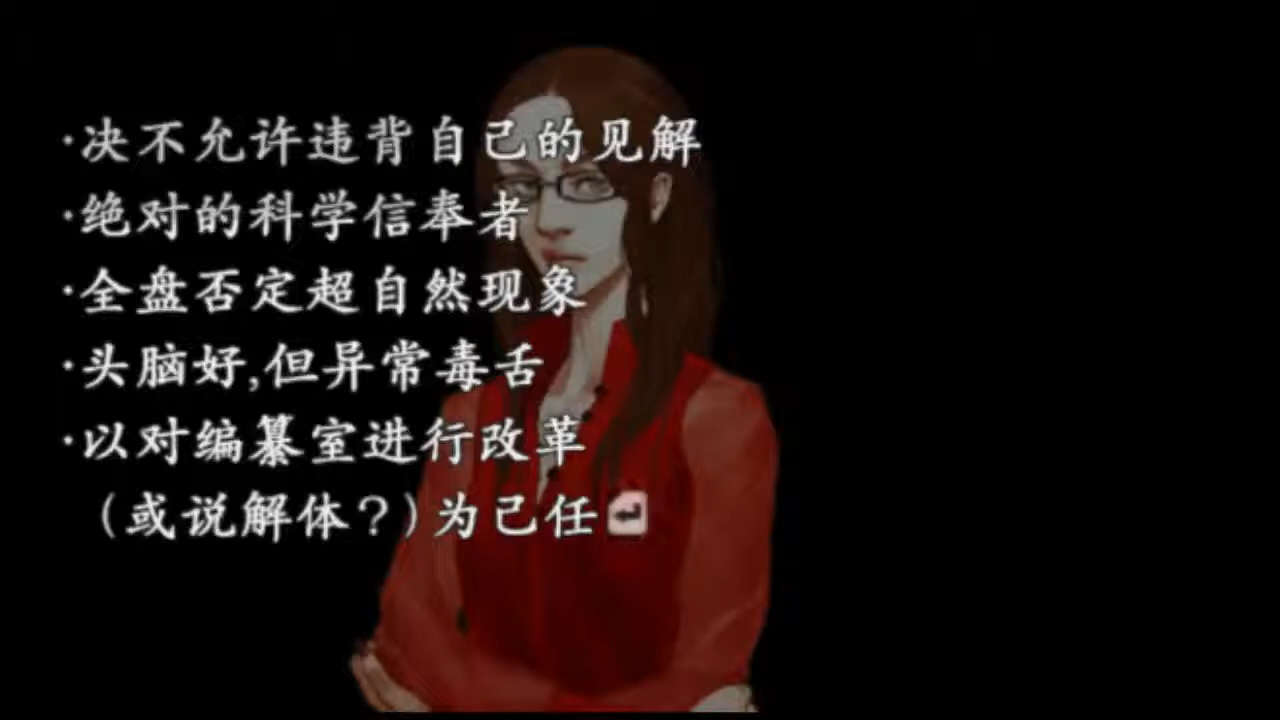 ·决不允许违背自己的见解
·绝对的科学信奉者
·全盘否定超自然现象
·头脑好,但异常毒舌
·以对编纂室进行改革
（或说解体？）为己任